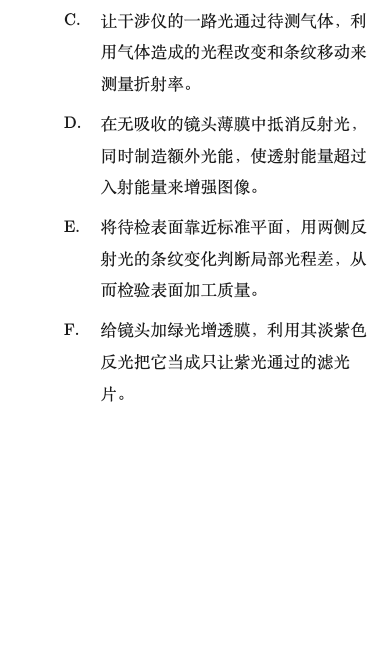 C. 让干涉仪的一路光通过待测气体，利
用气体造成的光程改变和条纹移动来
测量折射率。
D. 在无吸收的镜头薄膜中抵消反射光，
同时制造额外光能，使透射能量超过
入射能量来增强图像。
E. 将待检表面靠近标准平面，用两侧反
射光的条纹变化判断局部光程差，从
而检验表面加工质量。
F. 给镜头加绿光增透膜，利用其淡紫色
反光把它当成只让紫光通过的滤光
片。